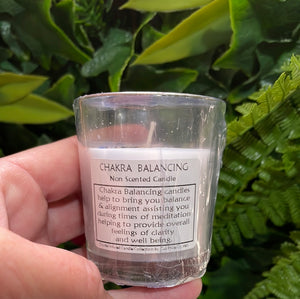 CHAKRA BALANCING
Non Scented Candle
Chakra Balancing candles
help to bring you balance
& alignment assisting you
during times of meditation
helping to provide overall
feelings of clarity
and well being.